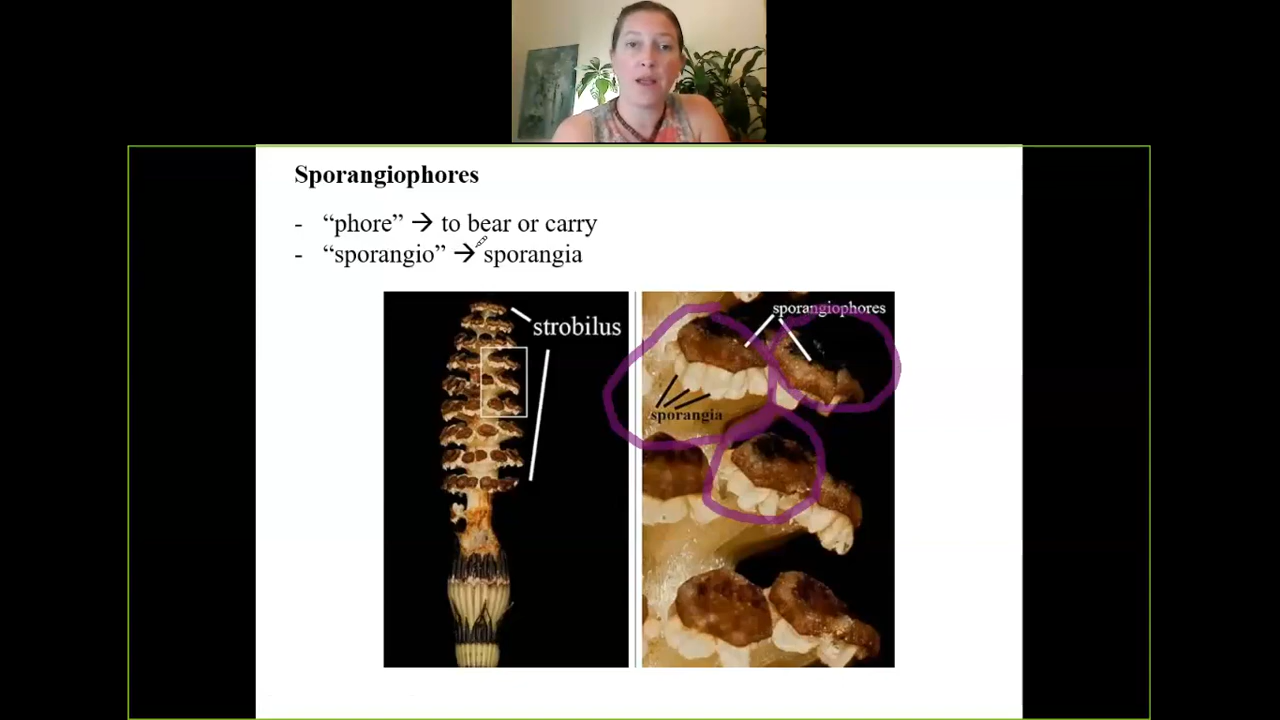 Sporangiophores
- “phore” → to bear or carry
- “sporangio” → sporangia
strobilus
sporangiophores
sporangia